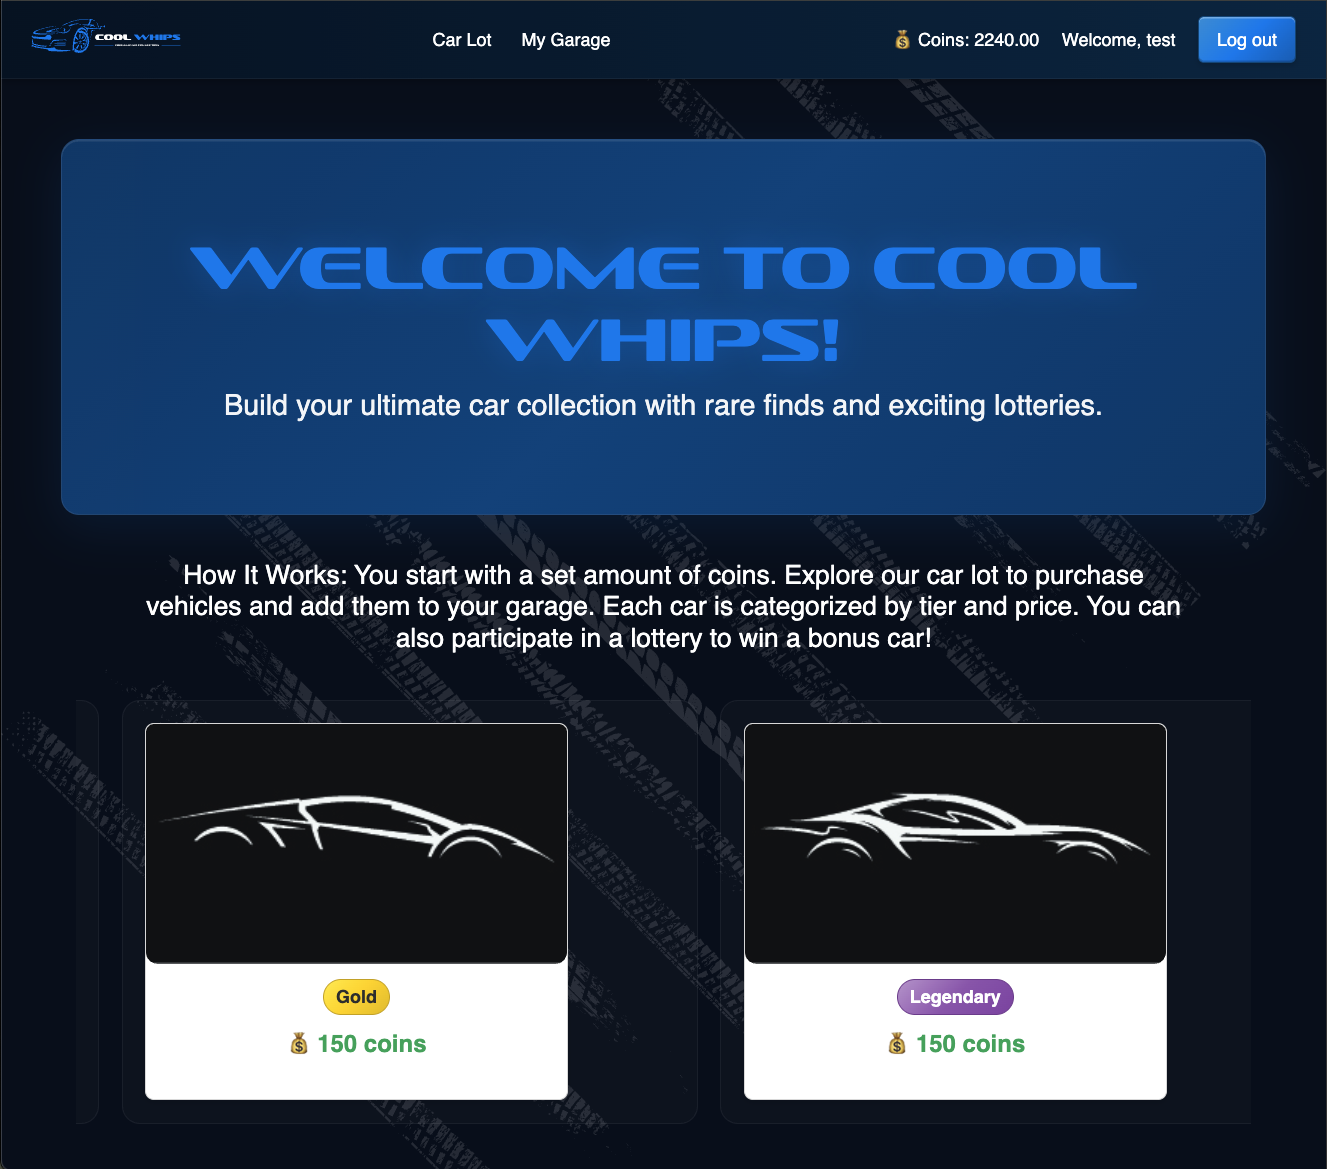 COOL WHIPS
Car Lot
My Garage
Coins: 2240.00
Welcome, test
Log out
WELCOME TO COOL
WHIPS!
Build your ultimate car collection with rare finds and exciting lotteries.
How It Works: You start with a set amount of coins. Explore our car lot to purchase
vehicles and add them to your garage. Each car is categorized by tier and price. You can
also participate in a lottery to win a bonus car!
Gold
150 coins
Legendary
150 coins